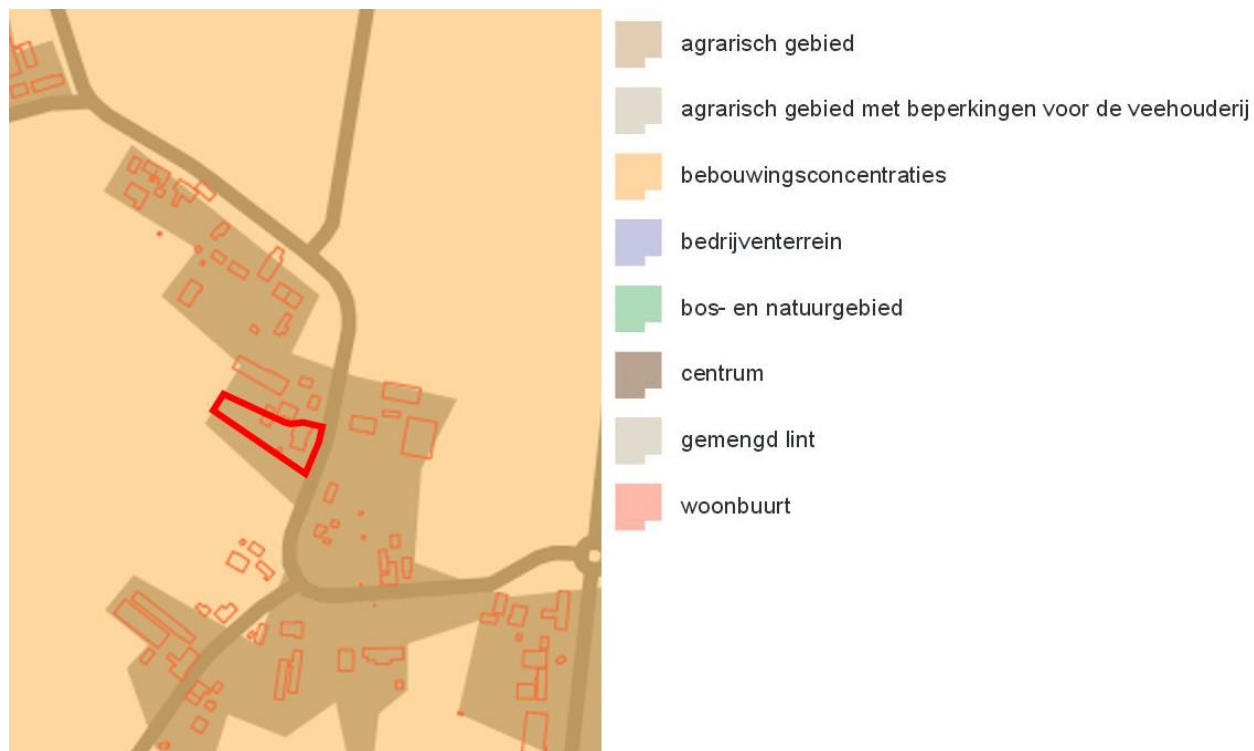 agrarisch gebied
agrarisch gebied met beperkingen voor de veehouderij
bebouwingsconcentraties
bedrijventerrein
bos- en natuurgebied
centrum
gemengd lint
woonbuurt